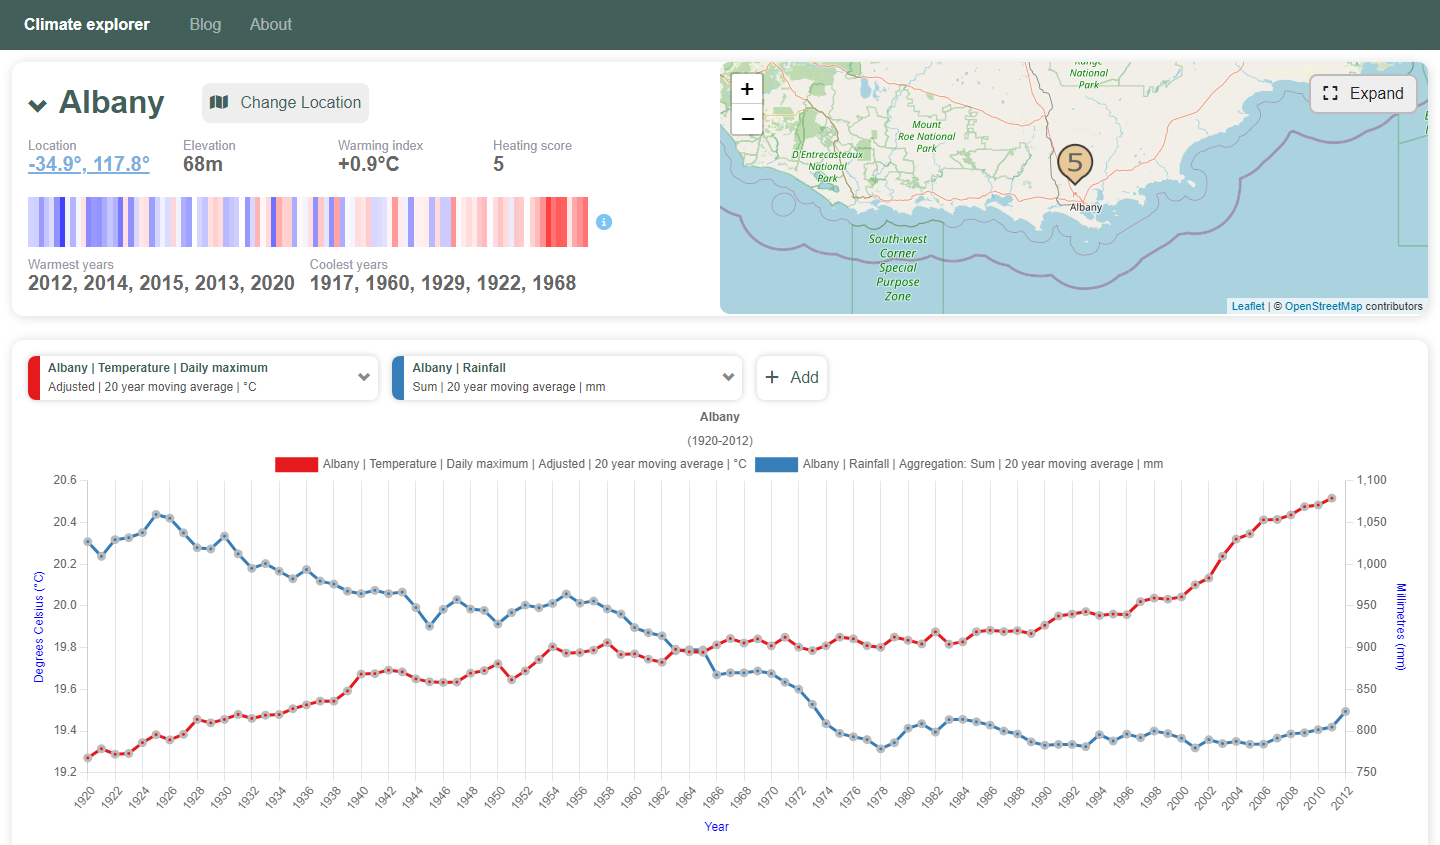 Climate explorer
Blog
About
Albany
Change Location
Location
-34.9°, 117.8°
Elevation
68m
Warming index
+0.9°C
Heating score
5
Warmest years
2012, 2014, 2015, 2013, 2020
Coolest years
1917, 1960, 1929, 1922, 1968
+
−
Expand
Range
National
Park
Mount
Roe National
Park
D'Entrecasteaux
National
Park
5
Albany
South-west
Corner
Special
Purpose
Zone
Leaflet | © OpenStreetMap contributors
Albany | Temperature | Daily maximum
Adjusted | 20 year moving average | °C
Albany | Rainfall
Sum | 20 year moving average | mm
+ Add
Albany
(1920-2012)
Albany | Temperature | Daily maximum | Adjusted | 20 year moving average | °C
Albany | Rainfall | Aggregation: Sum | 20 year moving average | mm
Degrees Celsius (°C)
20.6
20.4
20.2
20.0
19.8
19.6
19.4
19.2
1,100
1,050
1,000
950
900
850
800
750
Millimetres (mm)
1920 1922 1924 1926 1928 1930 1932 1934 1936 1938 1940 1942 1944 1946 1948 1950 1952 1954 1956 1958 1960 1962 1964 1966 1968 1970 1972 1974 1976 1978 1980 1982 1984 1986 1988 1990 1992 1994 1996 1998 2000 2002 2004 2006 2008 2010 2012
Year